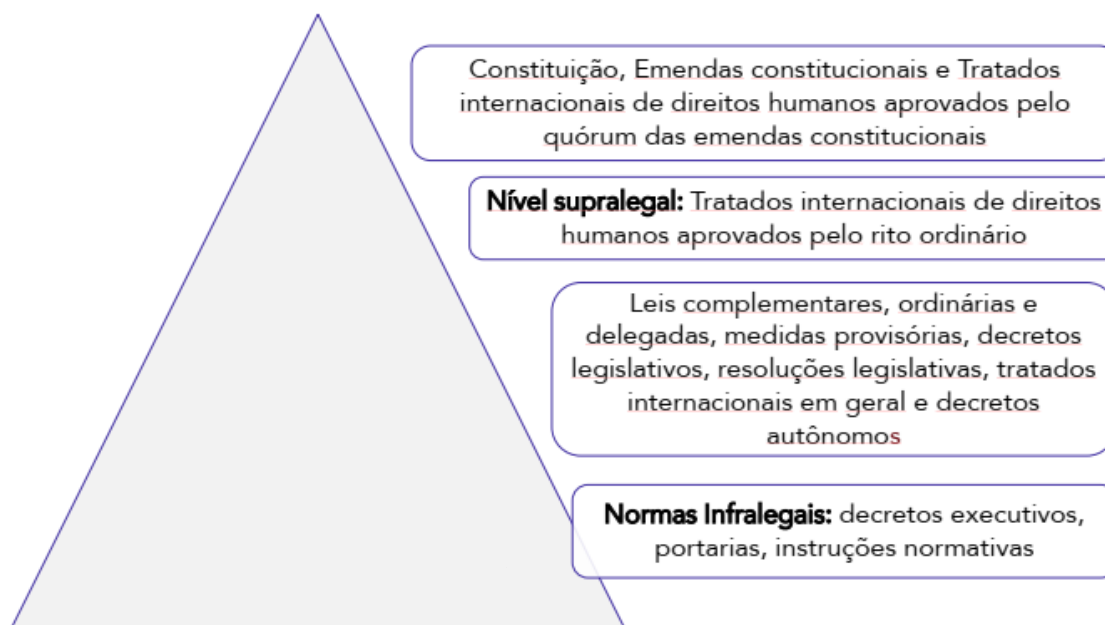 Constituição, Emendas constitucionais e Tratados
internacionais de direitos humanos aprovados pelo
quórum das emendas constitucionais
Nível supralegal: Tratados internacionais de direitos
humanos aprovados pelo rito ordinário
Leis complementares, ordinárias e
delegadas, medidas provisórias, decretos
legislativos, resoluções legislativas, tratados
internacionais em geral e decretos
autônomos
Normas Infralegais: decretos executivos,
portarias, instruções normativas